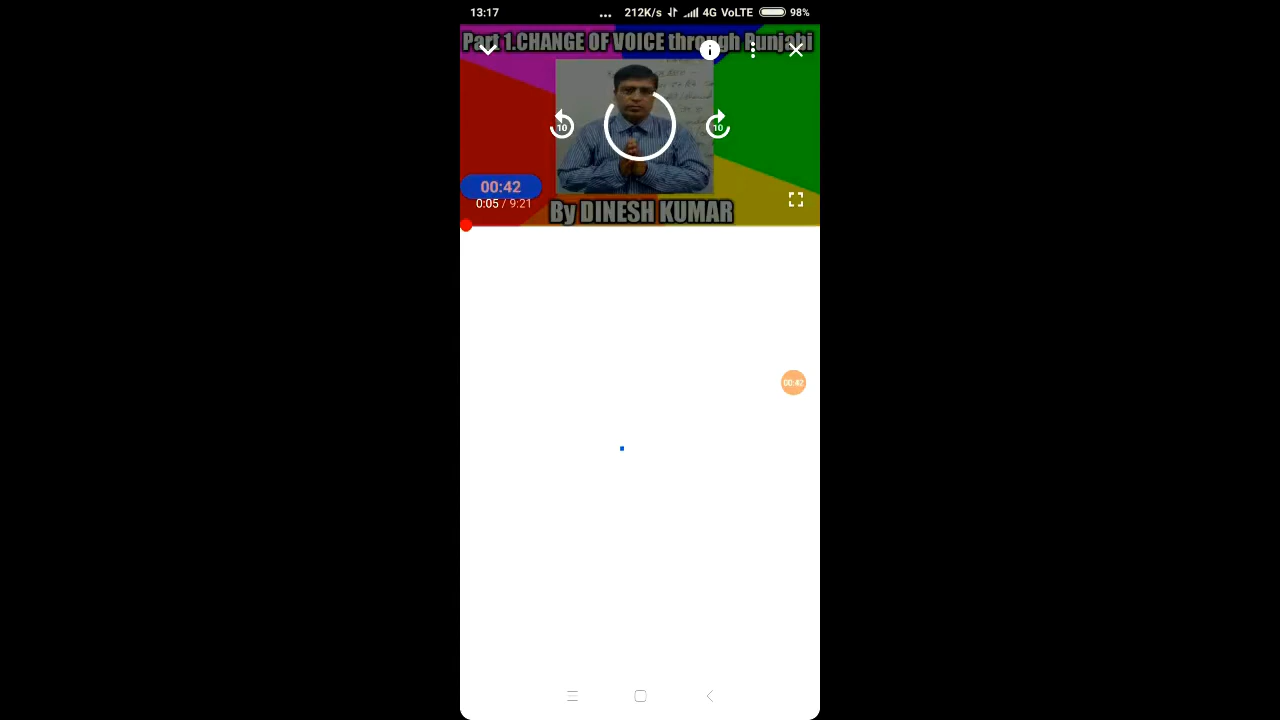 13:17 ... 212K/s 4G VoLTE 98%
Part 1.CHANGE OF VOICE through Punjabi
10 10
00:42
0:05 / 9:21
By DINESH KUMAR
00:42